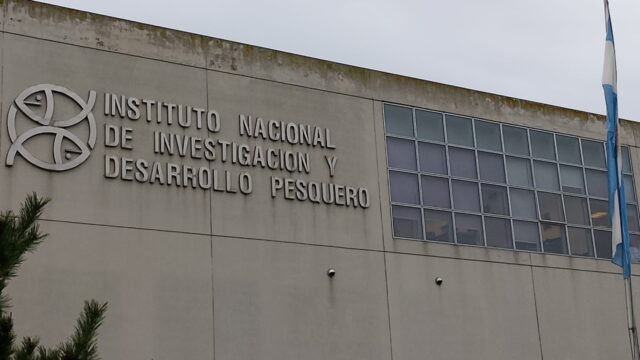 INSTITUTO NACIONAL
DE INVESTIGACION Y
DESARROLLO PESQUERO